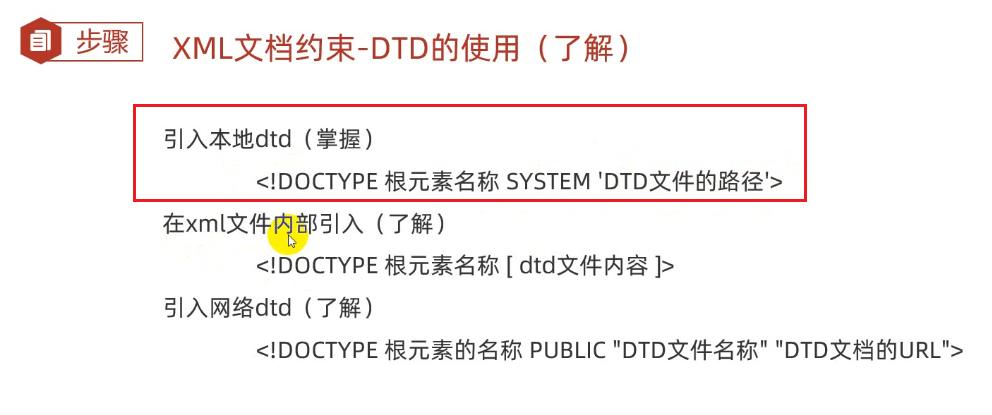 步骤
XML文档约束-DTD的使用（了解）
引入本地dtd（掌握）
<!DOCTYPE 根元素名称 SYSTEM 'DTD文件的路径'>
在xml文件内部引入（了解）
<!DOCTYPE 根元素名称 [ dtd文件内容 ]>
引入网络dtd（了解）
<!DOCTYPE 根元素的名称 PUBLIC "DTD文件名称" "DTD文档的URL">